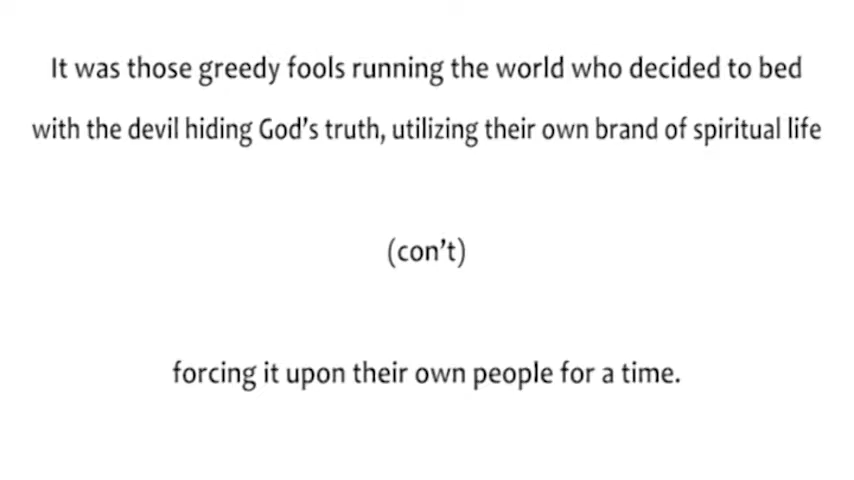 It was those greedy fools running the world who decided to bed
with the devil hiding God's truth, utilizing their own brand of spiritual life
(con't)
forcing it upon their own people for a time.